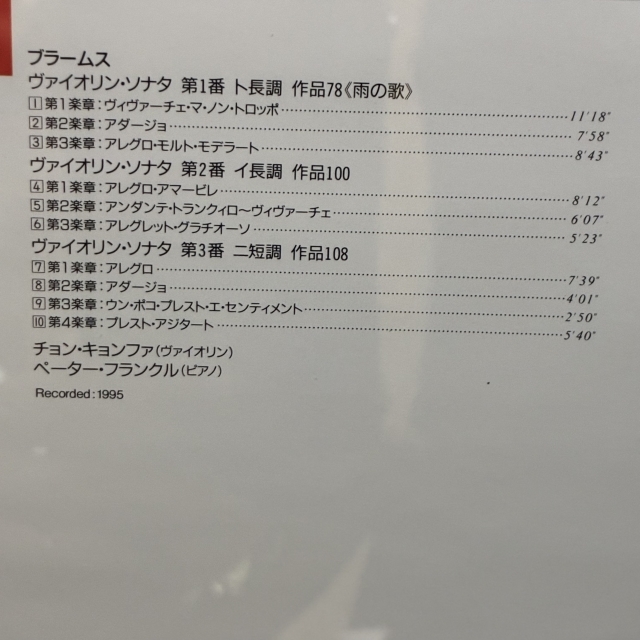 ブラームス
ヴァイオリン・ソナタ 第1番 ト長調 作品78《雨の歌》
1 第1楽章：ヴィヴァーチェ・マ・ノン・トロッポ 11'18"
2 第2楽章：アダージョ 7'58"
3 第3楽章：アレグロ・モルト・モデラート 8'43"
ヴァイオリン・ソナタ 第2番 イ長調 作品100
4 第1楽章：アレグロ・アマービレ 8'12"
5 第2楽章：アンダンテ・トランクィロ〜ヴィヴァーチェ 6'07"
6 第3楽章：アレグレット・グラチオーソ 5'23"
ヴァイオリン・ソナタ 第3番 ニ短調 作品108
7 第1楽章：アレグロ 7'39"
8 第2楽章：アダージョ 4'01"
9 第3楽章：ウン・ポコ・プレスト・エ・センティメント 2'50"
10 第4楽章：プレスト・アジタート 5'40"
チョン・キョンファ（ヴァイオリン）
ペーター・フランクル（ピアノ）
Recorded：1995